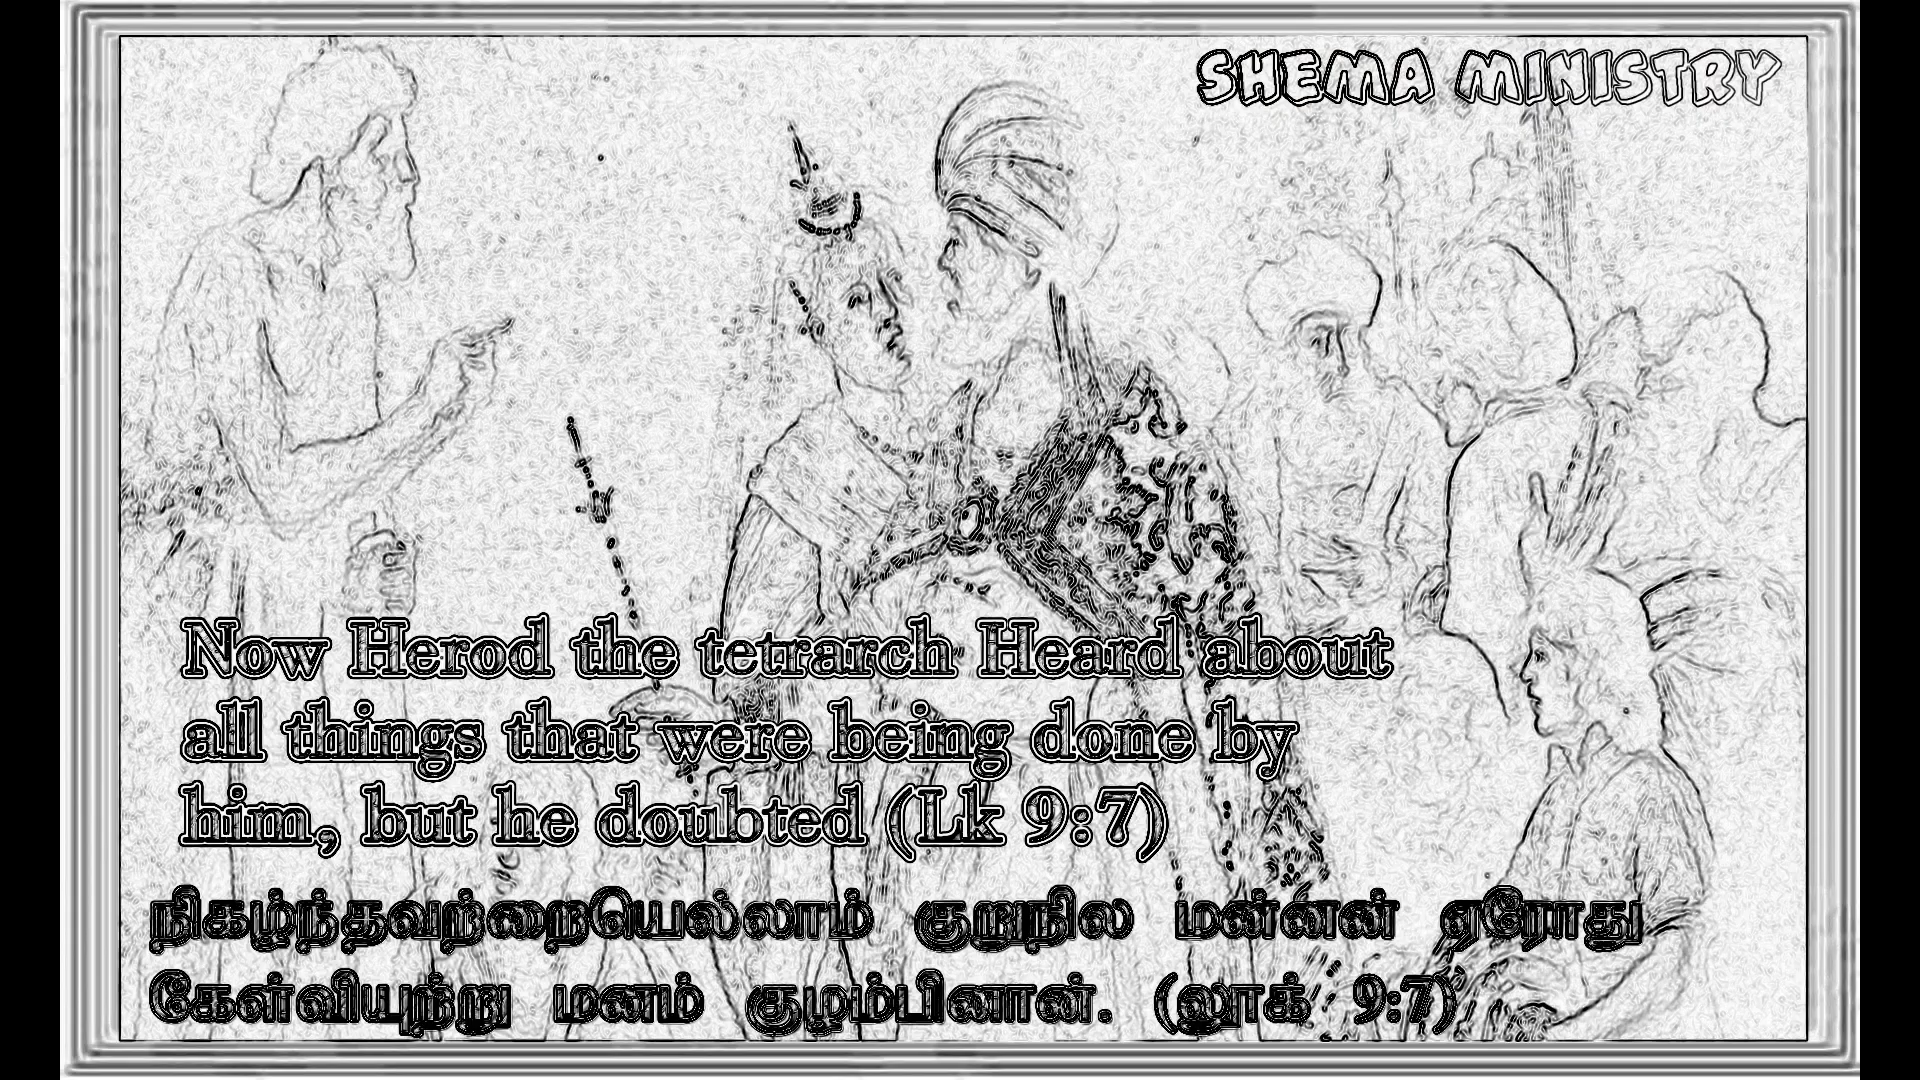 SHEMA MINISTRY
Now Herod the tetrarch Heard about
all things that were being done by
him, but he doubted (Lk 9:7)
நிகழ்ந்தவற்றையெல்லாம் குறுநில மன்னன் ஏரோது
கேள்வியுற்று மனம் குழம்பினான். (லூக் 9:7)